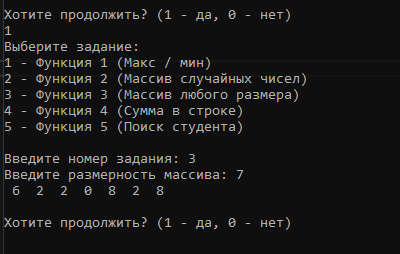 Хотите продолжить? (1 - да, 0 - нет)
1
Выберите задание:
1 - Функция 1 (Макс / мин)
2 - Функция 2 (Массив случайных чисел)
3 - Функция 3 (Массив любого размера)
4 - Функция 4 (Сумма в строке)
5 - Функция 5 (Поиск студента)
Введите номер задания: 3
Введите размерность массива: 7
6 2 2 0 8 2 8
Хотите продолжить? (1 - да, 0 - нет)